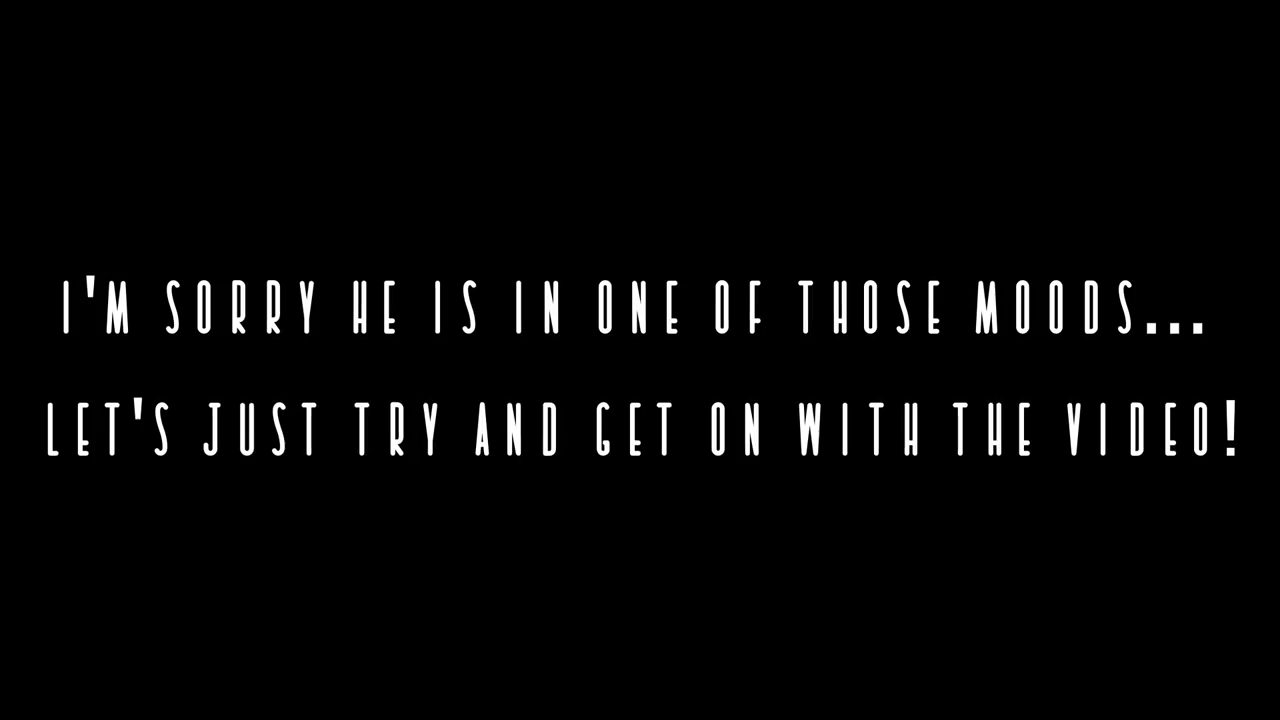 I'M SORRY HE IS IN ONE OF THOSE MOODS...
LET'S JUST TRY AND GET ON WITH THE VIDEO!